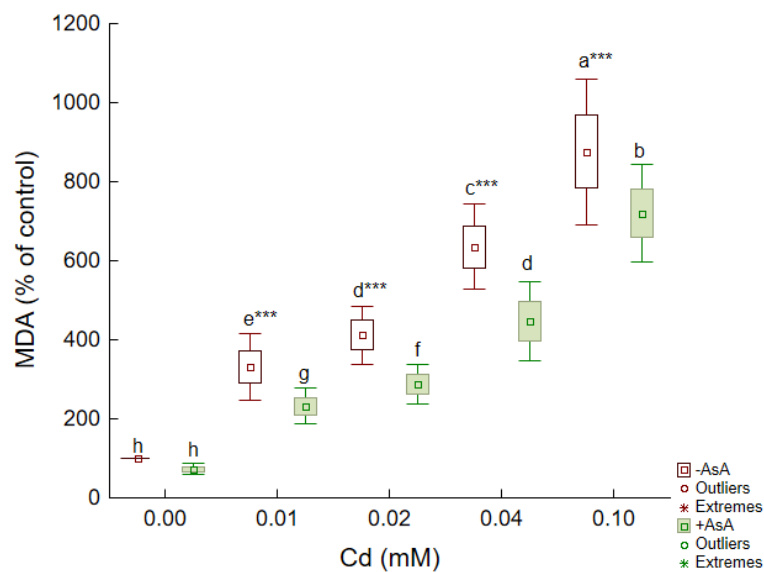 1200
1000
800
600
400
200
0
MDA (% of control)
h
h
e***
g
d***
f
c***
d
a***
b
0.00
0.01
0.02
0.04
0.10
Cd (mM)
-AsA
Outliers
Extremes
+AsA
Outliers
Extremes